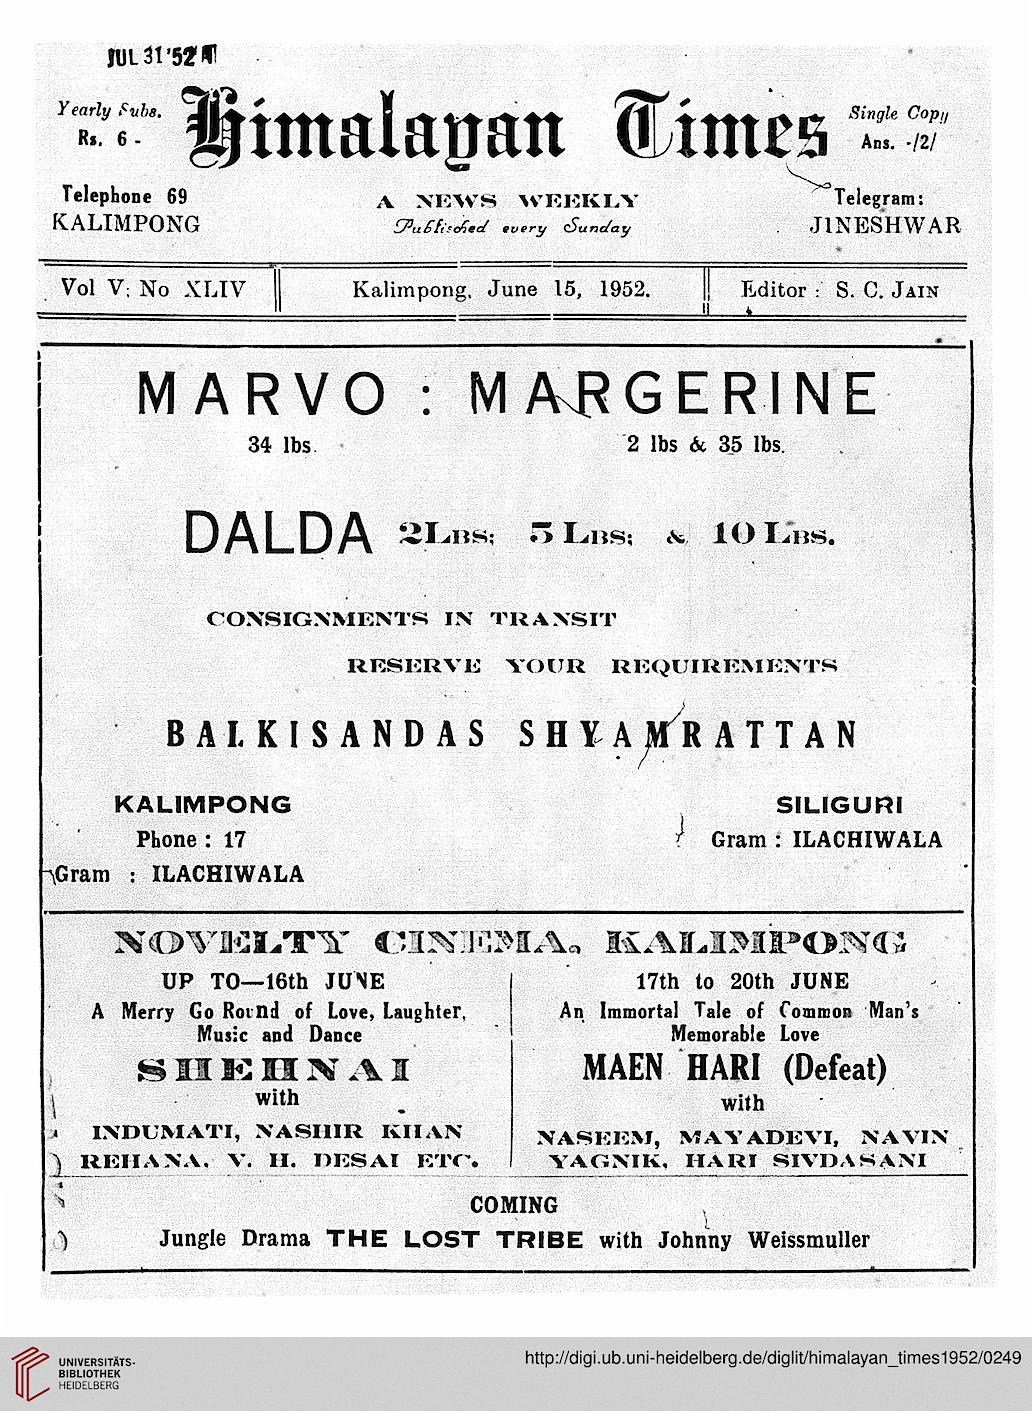 JUL 31 '52
Yearly Subs.
Rs. 6 -
Himalayan Times
Single Copy
Ans. -/2/
Telephone 69
KALIMPONG
A NEWS WEEKLY
Published every Sunday
Telegram:
JINESHWAR
Vol V; No XLIV
Kalimpong, June 15, 1952.
Editor : S. C. JAIN
MARVO : MARGERINE
34 lbs.
2 lbs & 35 lbs.
DALDA 2LBS; 5 LBS; & 10 LBS.
CONSIGNMENTS IN TRANSIT
RESERVE YOUR REQUIREMENTS
BALKISANDAS SHYAMRATTAN
KALIMPONG
Phone : 17
Gram : ILACHIWALA
SILIGURI
Gram : ILACHIWALA
NOVELTY CINEMA, KALIMPONG
UP TO—16th JUNE
A Merry Go Round of Love, Laughter,
Music and Dance
SHEHNAI
with
INDUMATI, NASHIR KHAN
REHANA, V. H. DESAI ETC.
17th to 20th JUNE
An Immortal Tale of Common Man's
Memorable Love
MAEN HARI (Defeat)
with
NASEEM, MAYADEVI, NAVIN
YAGNIK, HARI SIVDASANI
COMING
Jungle Drama THE LOST TRIBE with Johnny Weissmuller
UNIVERSITÄTS-
BIBLIOTHEK
HEIDELBERG
http://digi.ub.uni-heidelberg.de/diglit/himalayan_times1952/0249